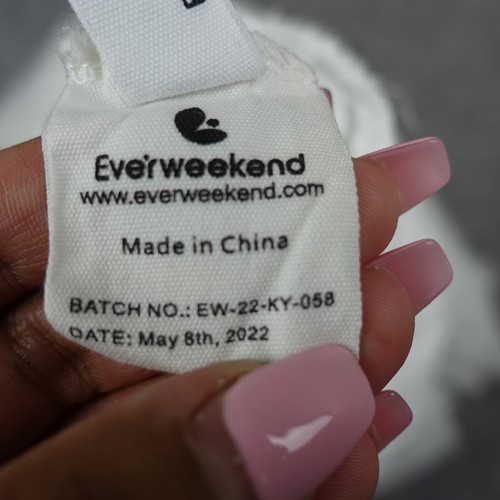 Everweekend
www.everweekend.com
Made in China
BATCH NO.: EW-22-KY-058
DATE: May 8th, 2022